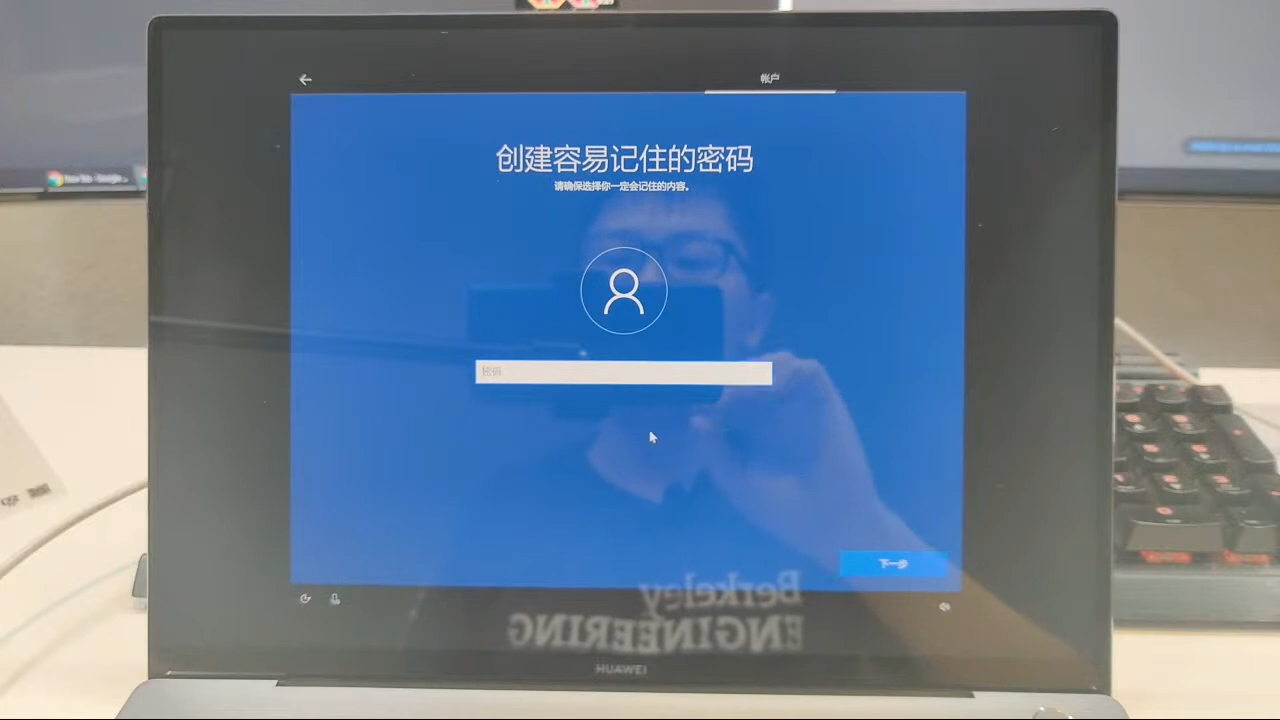 帐户
创建容易记住的密码
请确保选择你一定会记住的内容。
密码
下一步
Berkeley
ENGINEERING
HUAWEI